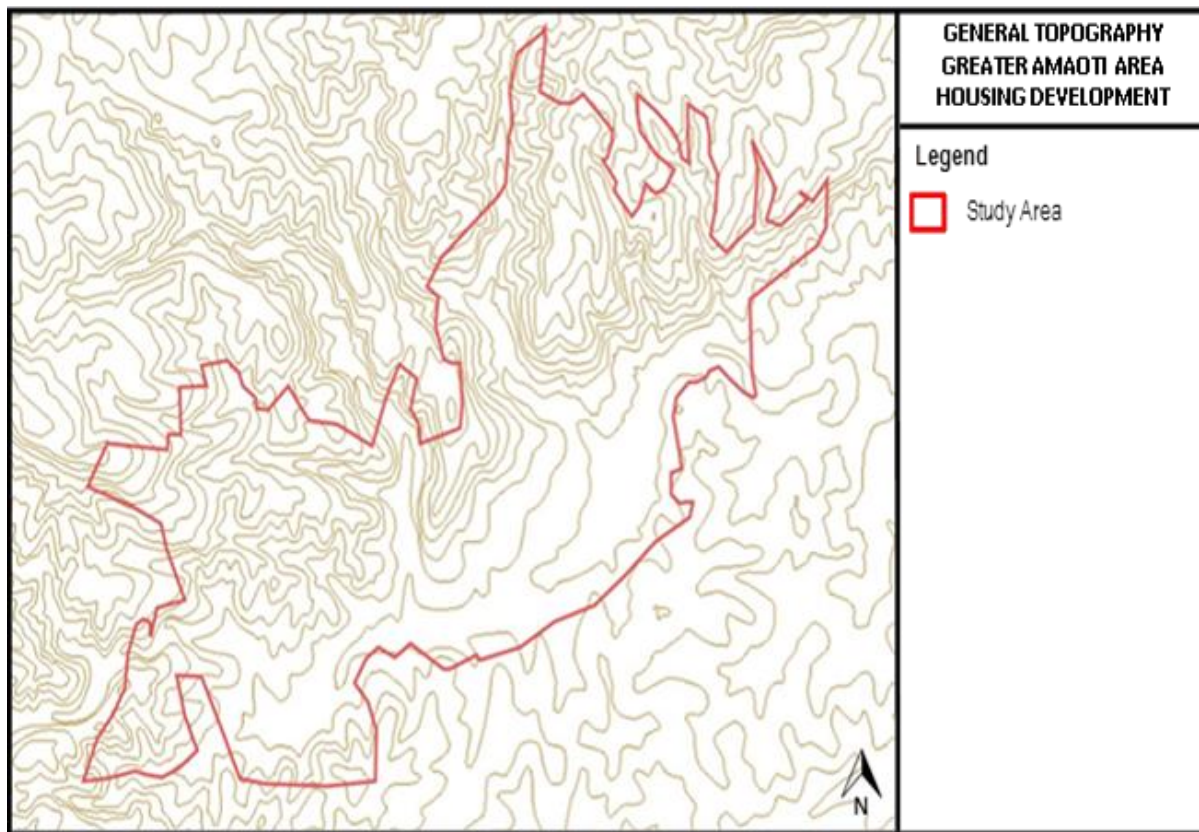 GENERAL TOPOGRAPHY
GREATER AMAOTI AREA
HOUSING DEVELOPMENT
Legend
Study Area
N